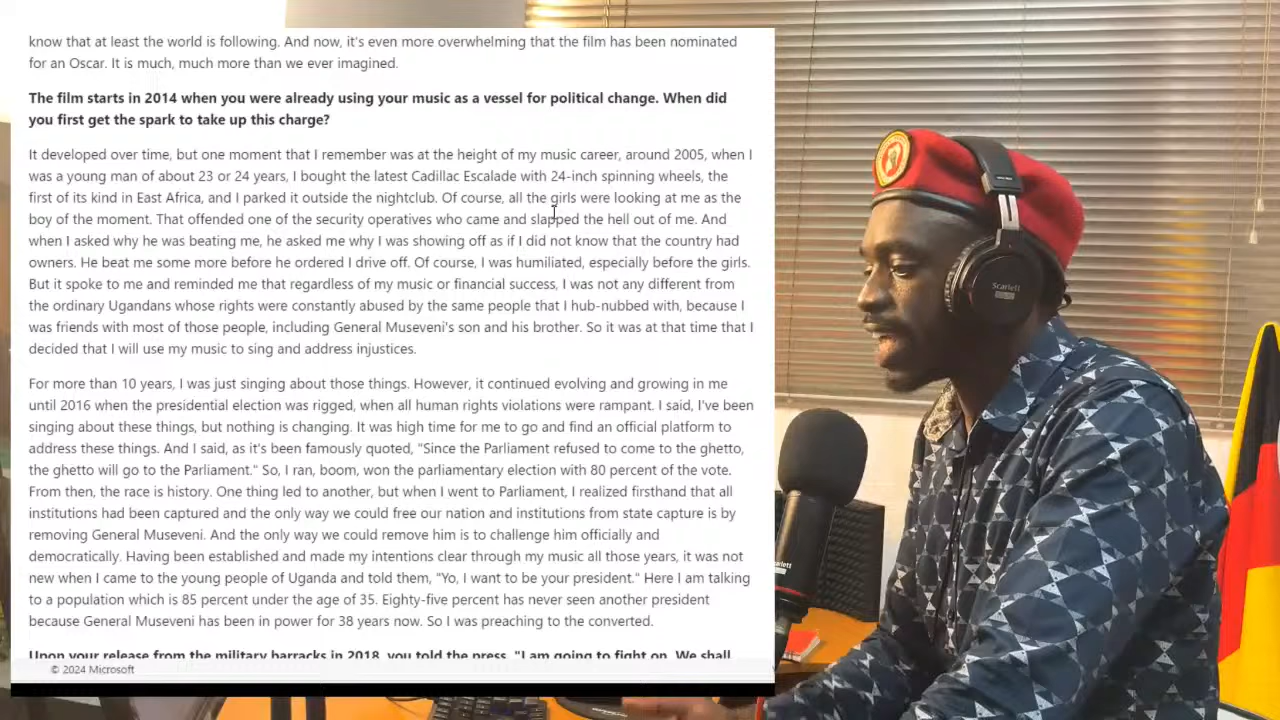 know that at least the world is following. And now, it's even more overwhelming that the film has been nominated
for an Oscar. It is much, much more than we ever imagined.
The film starts in 2014 when you were already using your music as a vessel for political change. When did
you first get the spark to take up this charge?
It developed over time, but one moment that I remember was at the height of my music career, around 2005, when I
was a young man of about 23 or 24 years, I bought the latest Cadillac Escalade with 24-inch spinning wheels, the
first of its kind in East Africa, and I parked it outside the nightclub. Of course, all the girls were looking at me as the
boy of the moment. That offended one of the security operatives who came and slapped the hell out of me. And
when I asked why he was beating me, he asked me why I was showing off as if I did not know that the country had
owners. He beat me some more before he ordered I drive off. Of course, I was humiliated, especially before the girls.
But it spoke to me and reminded me that regardless of my music or financial success, I was not any different from
the ordinary Ugandans whose rights were constantly abused by the same people that I hub-nubbed with, because I
was friends with most of those people, including General Museveni's son and his brother. So it was at that time that I
decided that I will use my music to sing and address injustices.
For more than 10 years, I was just singing about those things. However, it continued evolving and growing in me
until 2016 when the presidential election was rigged, when all human rights violations were rampant. I said, I've been
singing about these things, but nothing is changing. It was high time for me to go and find an official platform to
address these things. And I said, as it's been famously quoted, "Since the Parliament refused to come to the ghetto,
the ghetto will go to the Parliament." So, I ran, boom, won the parliamentary election with 80 percent of the vote.
From then, the race is history. One thing led to another, but when I went to Parliament, I realized firsthand that all
institutions had been captured and the only way we could free our nation and institutions from state capture is by
removing General Museveni. And the only way we could remove him is to challenge him officially and
democratically. Having been established and made my intentions clear through my music all those years, it was not
new when I came to the young people of Uganda and told them, "Yo, I want to be your president." Here I am talking
to a population which is 85 percent under the age of 35. Eighty-five percent has never seen another president
because General Museveni has been in power for 38 years now. So I was preaching to the converted.
Upon your release from the military barracks in 2018, you told the press, "I am going to fight on. We shall
© 2024 Microsoft
Scarlett
Scarlett